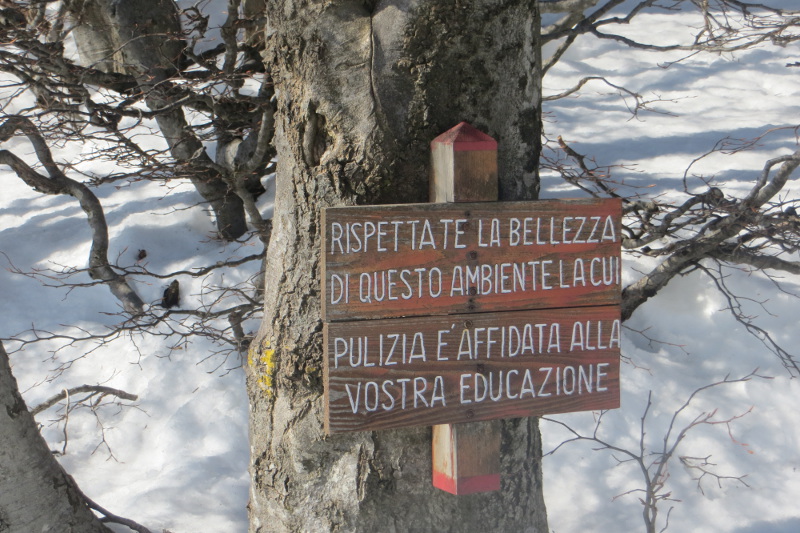 RISPETTATE LA BELLEZZA
DI QUESTO AMBIENTE LA CUI
PULIZIA E' AFFIDATA ALLA
VOSTRA EDUCAZIONE